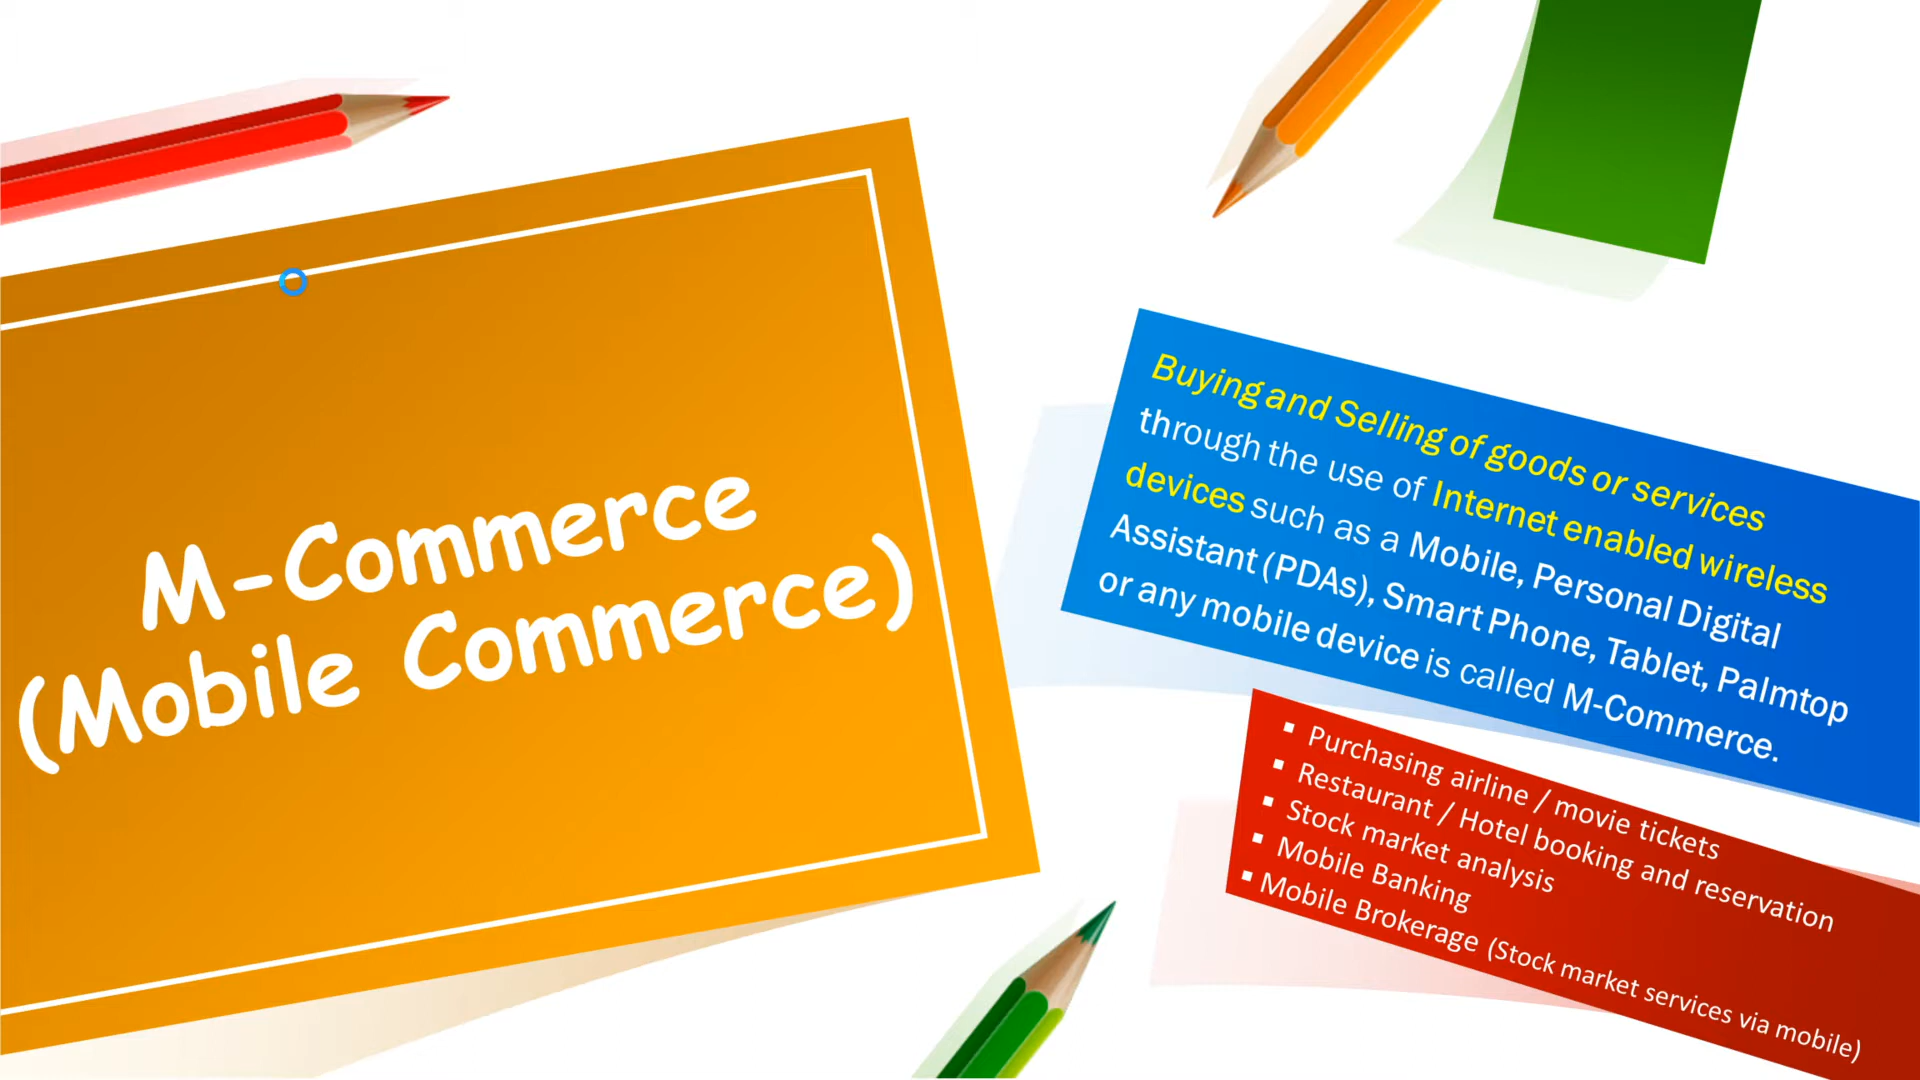 M-Commerce
(Mobile Commerce)
Buying and Selling of goods or services
through the use of Internet enabled wireless
devices such as a Mobile, Personal Digital
Assistant (PDAs), Smart Phone, Tablet, Palmtop
or any mobile device is called M-Commerce.
▪ Purchasing airline / movie tickets
▪ Restaurant / Hotel booking and reservation
▪ Stock market analysis
▪ Mobile Banking
▪ Mobile Brokerage (Stock market services via mobile)